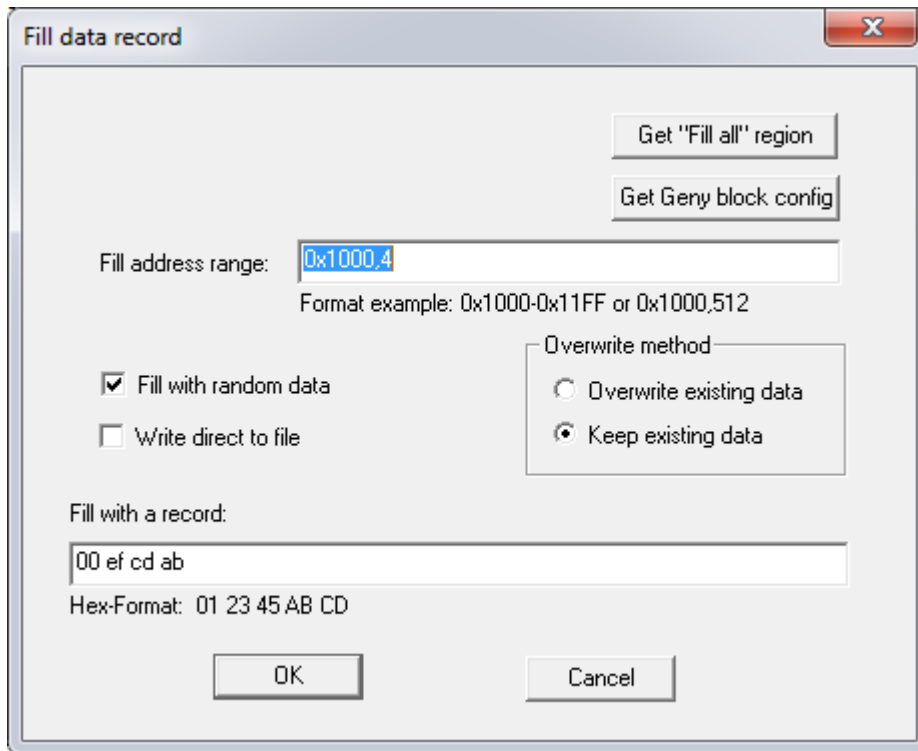 Fill data record
Get "Fill all" region
Get Geny block config
Fill address range: 0x1000,4
Format example: 0x1000-0x11FF or 0x1000,512
Overwrite method
Fill with random data
Overwrite existing data
Write direct to file
Keep existing data
Fill with a record:
00 ef cd ab
Hex-Format: 01 23 45 AB CD
OK
Cancel